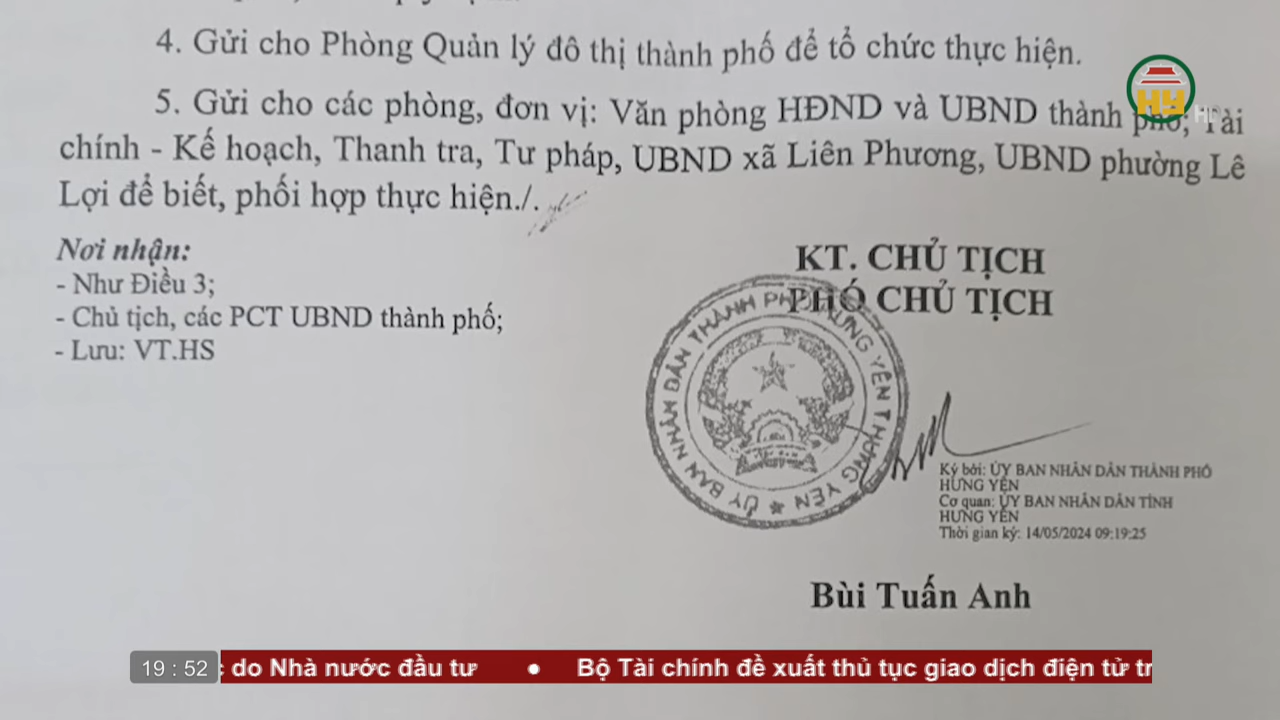 4. Gửi cho Phòng Quản lý đô thị thành phố để tổ chức thực hiện.
5. Gửi cho các phòng, đơn vị: Văn phòng HĐND và UBND thành phố; Tài
chính - Kế hoạch, Thanh tra, Tư pháp, UBND xã Liên Phương, UBND phường Lê
Lợi để biết, phối hợp thực hiện./.
HY HD
Nơi nhận:
- Như Điều 3;
- Chủ tịch, các PCT UBND thành phố;
- Lưu: VT.HS
KT. CHỦ TỊCH
PHÓ CHỦ TỊCH
ỦY BAN NHÂN DÂN THÀNH PHỐ HƯNG YÊN T.HƯNG YÊN
Ký bởi: ỦY BAN NHÂN DÂN THÀNH PHỐ
HƯNG YÊN
Cơ quan: ỦY BAN NHÂN DÂN TỈNH
HƯNG YÊN
Thời gian ký: 14/05/2024 09:19:25
Bùi Tuấn Anh
19 : 52 do Nhà nước đầu tư • Bộ Tài chính đề xuất thủ tục giao dịch điện tử